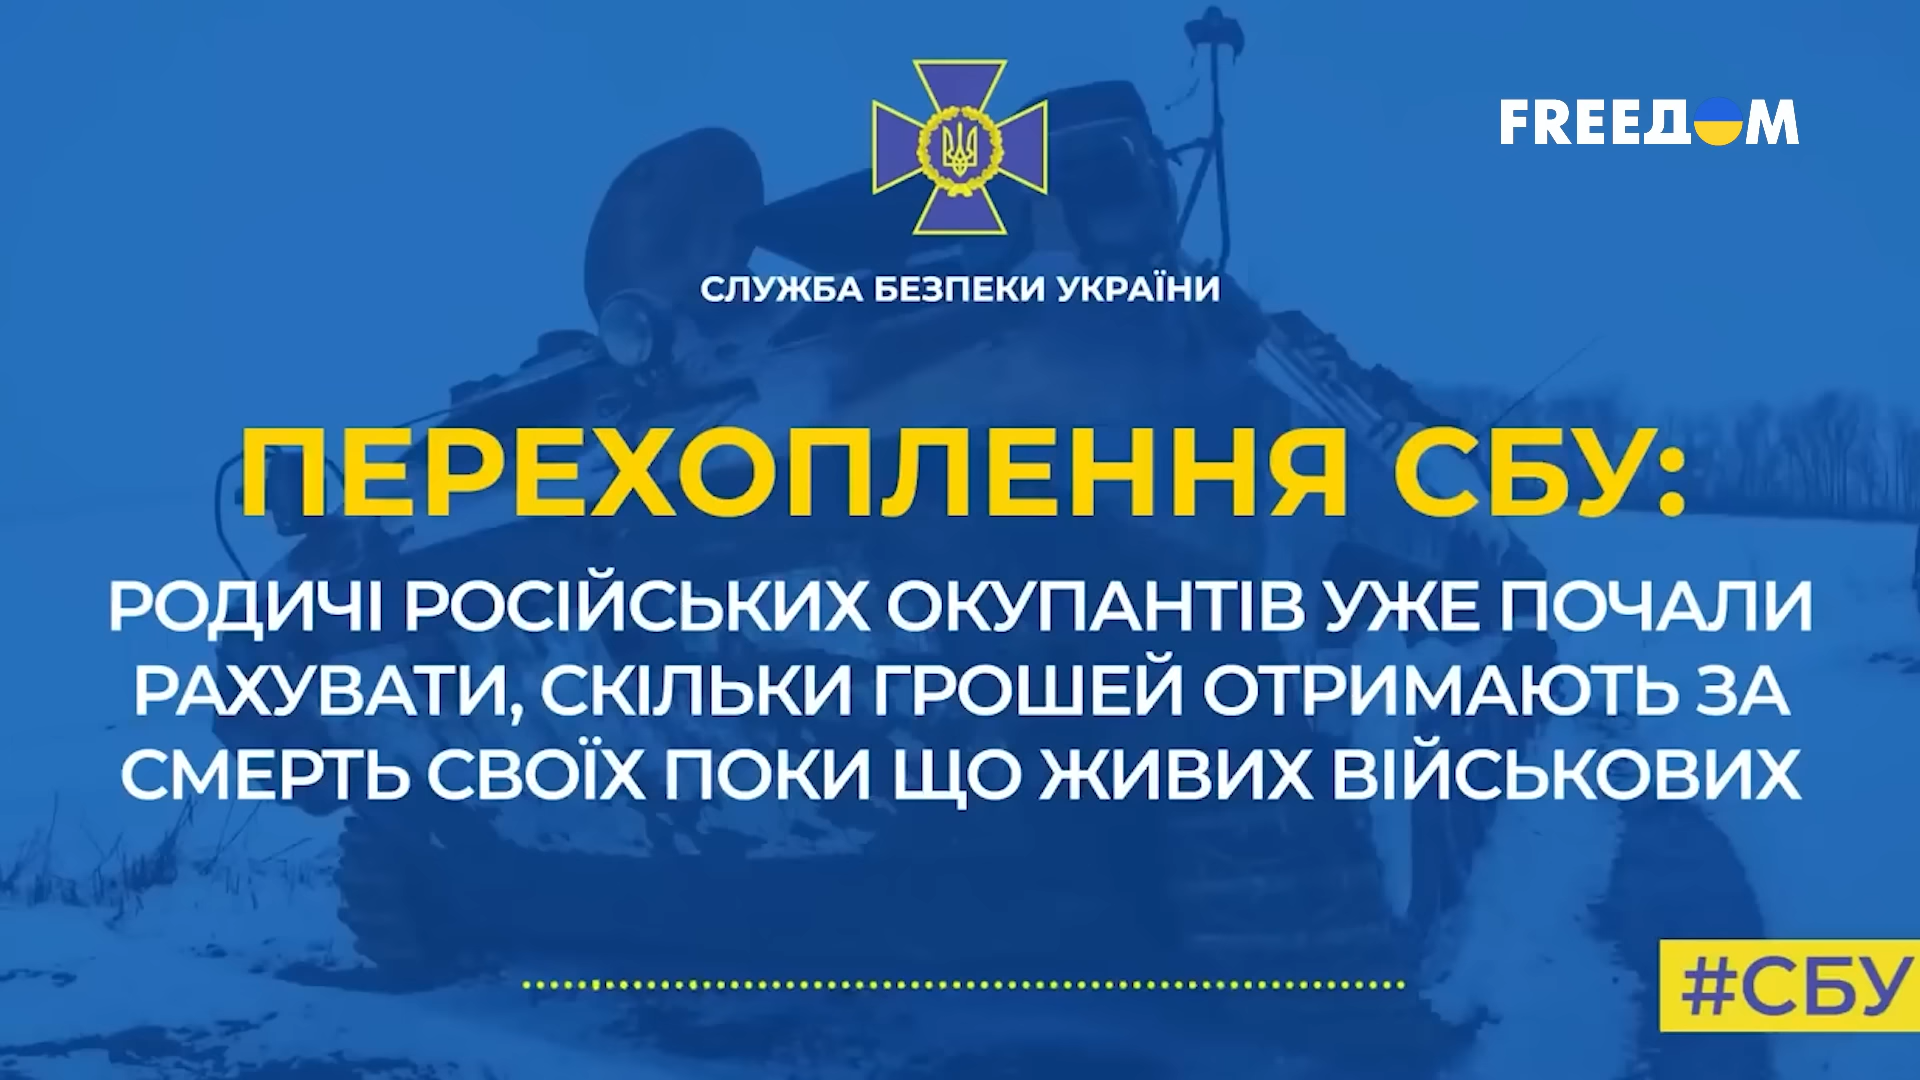 FREEДOM
СЛУЖБА БЕЗПЕКИ УКРАЇНИ
ПЕРЕХОПЛЕННЯ СБУ:
РОДИЧІ РОСІЙСЬКИХ ОКУПАНТІВ УЖЕ ПОЧАЛИ
РАХУВАТИ, СКІЛЬКИ ГРОШЕЙ ОТРИМАЮТЬ ЗА
СМЕРТЬ СВОЇХ ПОКИ ЩО ЖИВИХ ВІЙСЬКОВИХ
#СБУ